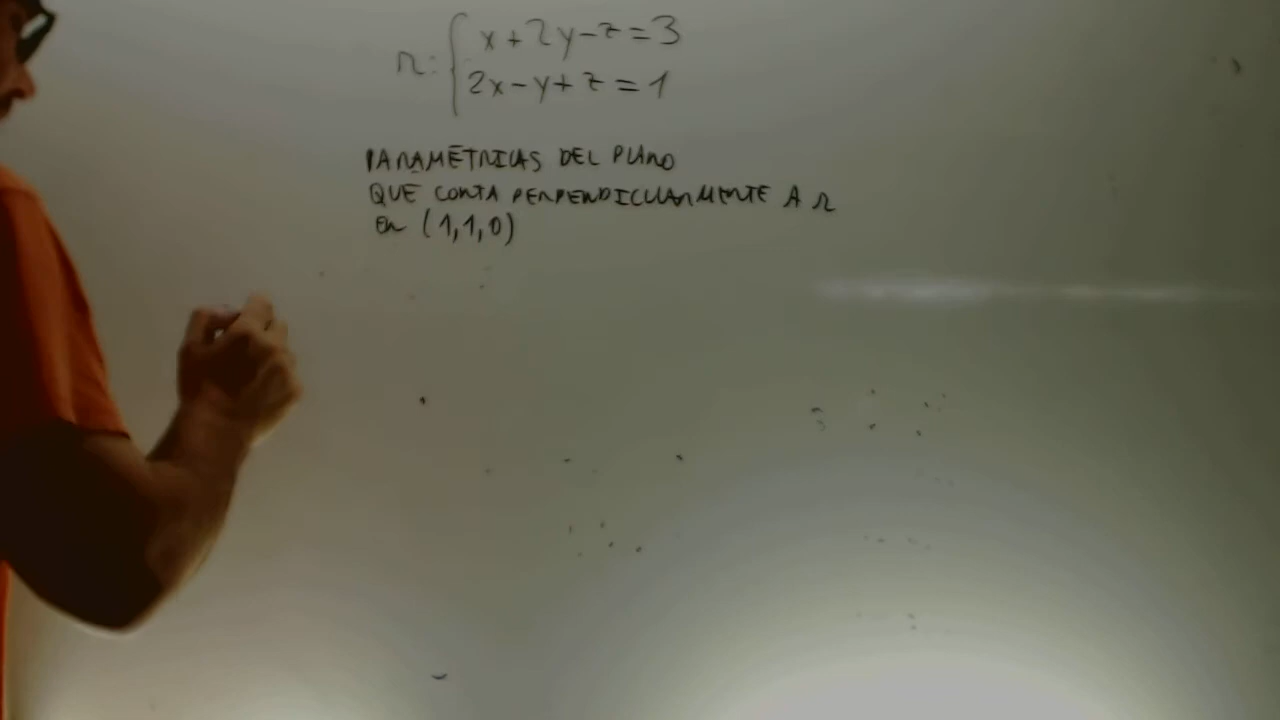 r: { x+2y-z=3
2x-y+z=1
PARAMÉTRICAS DEL PLANO
QUE CORTA PERPENDICULARMENTE A r
en (1,1,0)